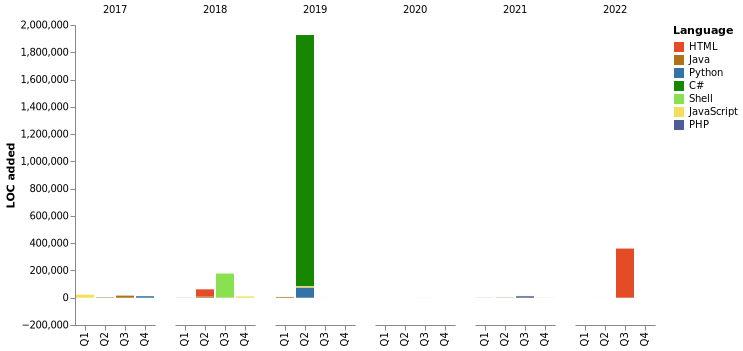 2017 2018 2019 2020 2021 2022
Language
HTML
Java
Python
C#
Shell
JavaScript
PHP
LOC added
2,000,000
1,800,000
1,600,000
1,400,000
1,200,000
1,000,000
800,000
600,000
400,000
200,000
0
−200,000
Q1 Q2 Q3 Q4 Q1 Q2 Q3 Q4 Q1 Q2 Q3 Q4 Q1 Q2 Q3 Q4 Q1 Q2 Q3 Q4 Q1 Q2 Q3 Q4